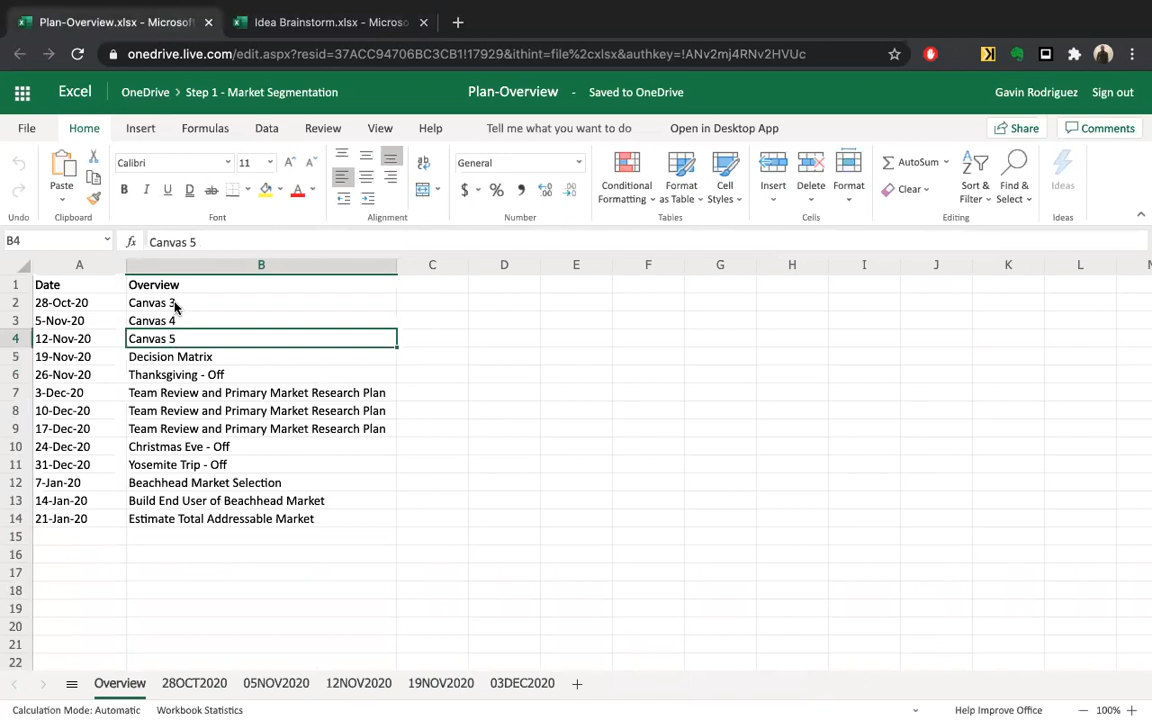 Plan-Overview.xlsx - Microsoft
Idea Brainstorm.xlsx - Microso
onedrive.live.com/edit.aspx?resid=37ACC94706BC3CB1!17929&ithint=file%2cxlsx&authkey=!ANv2mj4RNv2HVUc
Excel OneDrive > Step 1 - Market Segmentation Plan-Overview - Saved to OneDrive Gavin Rodriguez Sign out
File Home Insert Formulas Data Review View Help Tell me what you want to do Open in Desktop App Share Comments
Calibri 11 General AutoSum
Paste Conditional Formatting Format as Table Cell Styles Insert Delete Format Clear Sort & Filter Find & Select Ideas
Undo Clipboard Font Alignment Number Tables Cells Editing Ideas
B4 fx Canvas 5
A B C D E F G H I J K L
1 Date Overview
2 28-Oct-20 Canvas 3
3 5-Nov-20 Canvas 4
4 12-Nov-20 Canvas 5
5 19-Nov-20 Decision Matrix
6 26-Nov-20 Thanksgiving - Off
7 3-Dec-20 Team Review and Primary Market Research Plan
8 10-Dec-20 Team Review and Primary Market Research Plan
9 17-Dec-20 Team Review and Primary Market Research Plan
10 24-Dec-20 Christmas Eve - Off
11 31-Dec-20 Yosemite Trip - Off
12 7-Jan-20 Beachhead Market Selection
13 14-Jan-20 Build End User of Beachhead Market
14 21-Jan-20 Estimate Total Addressable Market
15
16
17
18
19
20
21
22
Overview 28OCT2020 05NOV2020 12NOV2020 19NOV2020 03DEC2020
Calculation Mode: Automatic Workbook Statistics Help Improve Office 100%